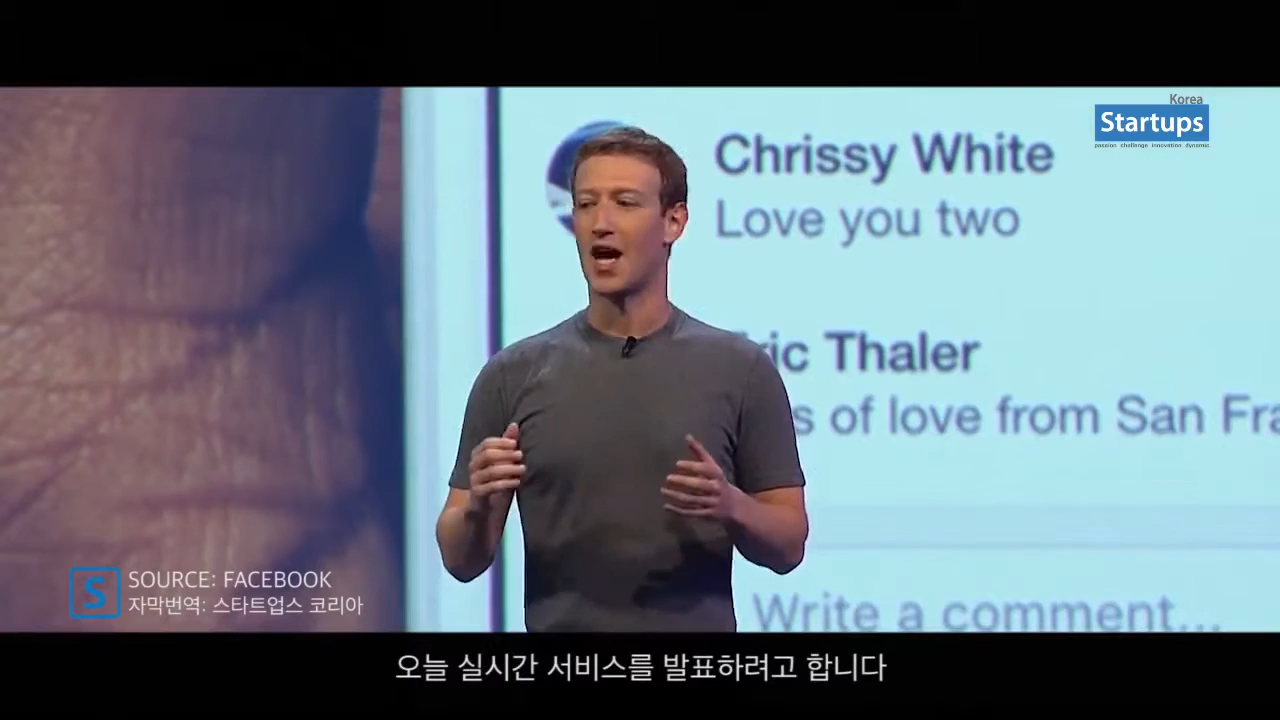 Korea
Startups
passion challenge innovation dynamic
Chrissy White
Love you two
ric Thaler
s of love from San Fra
Write a comment...
S
SOURCE: FACEBOOK
자막번역: 스타트업스 코리아
오늘 실시간 서비스를 발표하려고 합니다